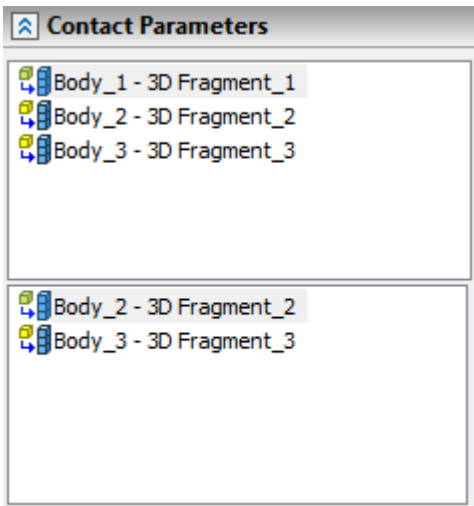 Contact Parameters
Body_1 - 3D Fragment_1
Body_2 - 3D Fragment_2
Body_3 - 3D Fragment_3
Body_2 - 3D Fragment_2
Body_3 - 3D Fragment_3